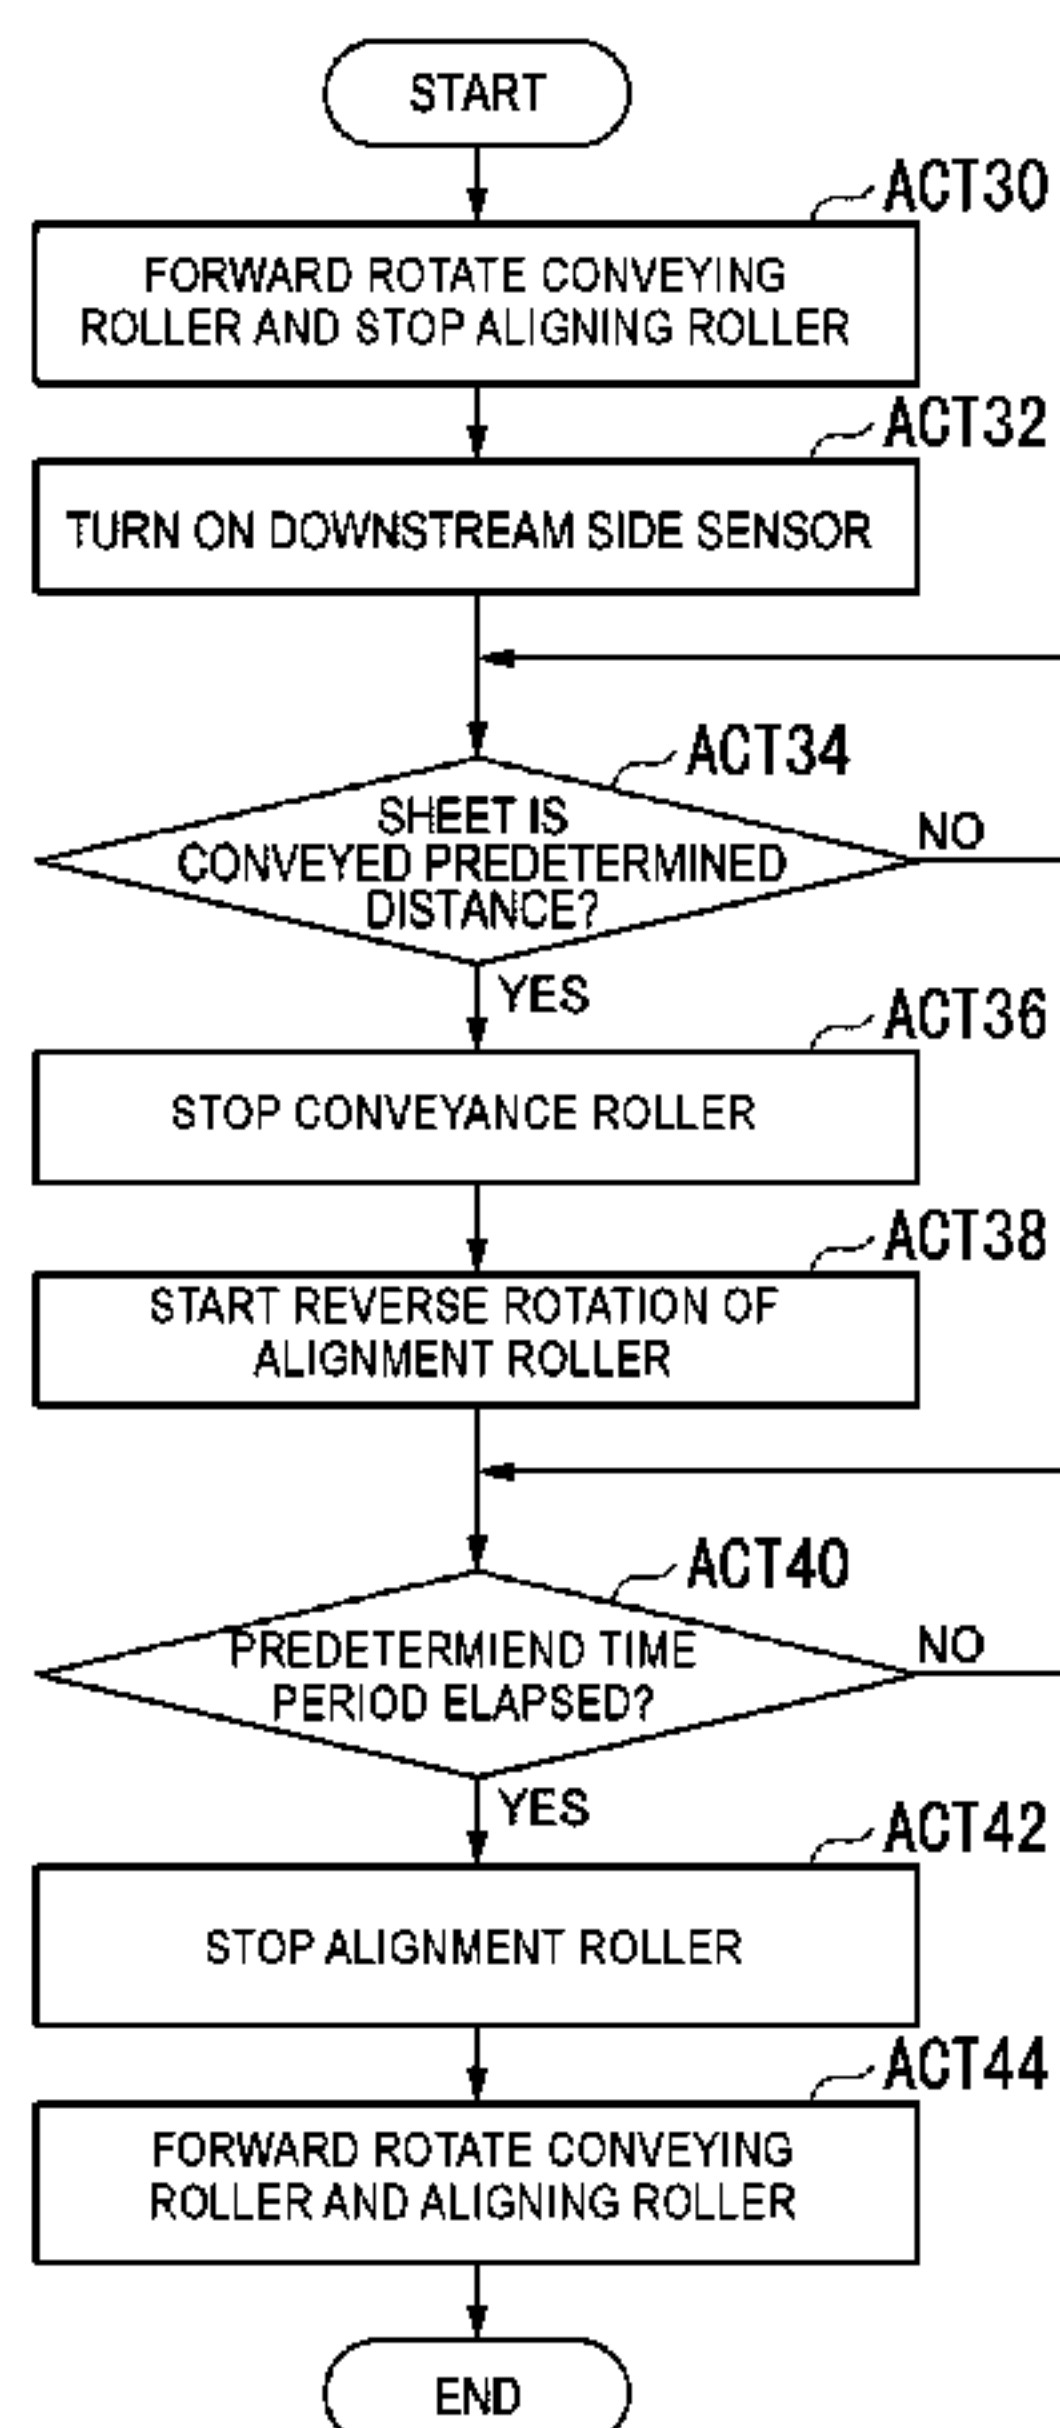 START
ACT30
FORWARD ROTATE CONVEYING
ROLLER AND STOP ALIGNING ROLLER
ACT32
TURN ON DOWNSTREAM SIDE SENSOR
ACT34
SHEET IS
CONVEYED PREDETERMINED
DISTANCE?
NO
YES
ACT36
STOP CONVEYANCE ROLLER
ACT38
START REVERSE ROTATION OF
ALIGNMENT ROLLER
ACT40
PREDETERMIEND TIME
PERIOD ELAPSED?
NO
YES
ACT42
STOP ALIGNMENT ROLLER
ACT44
FORWARD ROTATE CONVEYING
ROLLER AND ALIGNING ROLLER
END